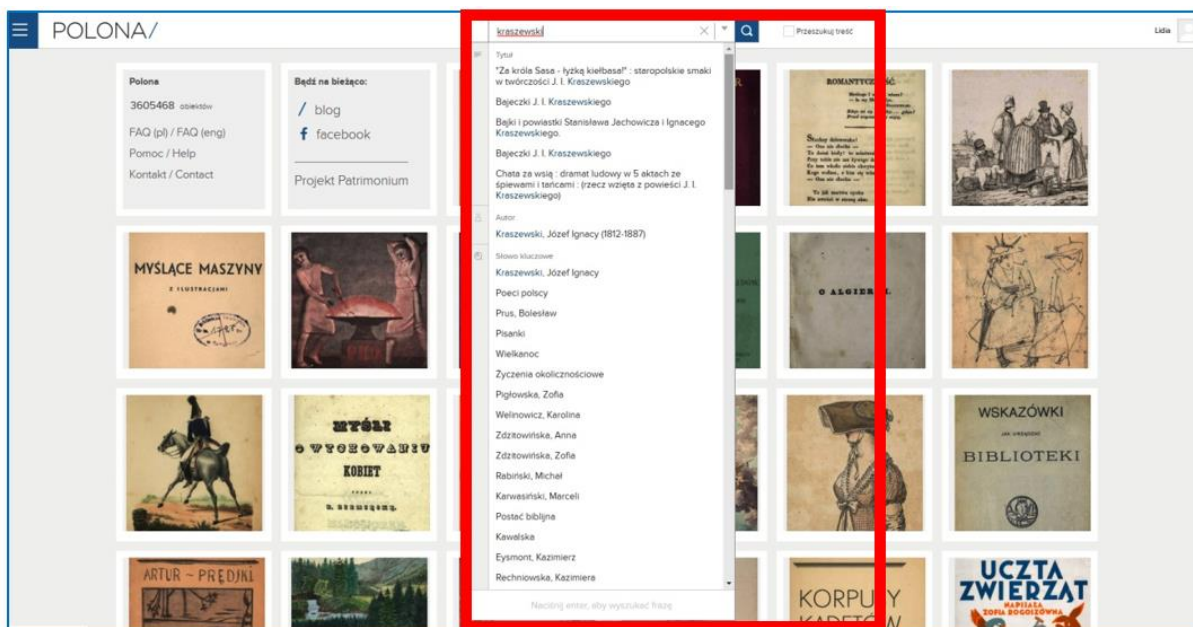 POLONA/
kraszewski
Przeszukuj treść
Lidia
Polona
3605468 obiektów
FAQ (pl) / FAQ (eng)
Pomoc / Help
Kontakt / Contact
Bądź na bieżąco:
/ blog
f facebook
Projekt Patrimonium
Tytuł
"Za króla Sasa - łyżką kiełbasa!" : staropolskie smaki
w twórczości J. I. Kraszewskiego
Bajeczki J. I. Kraszewskiego
Bajki i powiastki Stanisława Jachowicza i Ignacego
Kraszewskiego.
Bajeczki J. I. Kraszewskiego
Chata za wsią : dramat ludowy w 5 aktach ze
śpiewami i tańcami : (rzecz wzięta z powieści J. I.
Kraszewskiego)
Autor
Kraszewski, Józef Ignacy (1812-1887)
Słowo kluczowe
Kraszewski, Józef Ignacy
Poeci polscy
Prus, Bolesław
Pisanki
Wielkanoc
Życzenia okolicznościowe
Pigłowska, Zofia
Welinowicz, Karolina
Zdzitowińska, Anna
Zdzitowińska, Zofia
Rabiński, Michał
Karwasiński, Marceli
Postać biblijna
Kawalska
Eysmont, Kazimierz
Rechniowska, Kazimiera
Naciśnij enter, aby wyszukać frazę
ROMANTYCZNOŚĆ.
MYŚLĄCE MASZYNY
Z ILUSTRACJAMI
O ALGIERII.
MYŚLI
O WYCHOWANIU
KOBIET
WSKAZÓWKI
JAK URZĄDZAĆ
BIBLIOTEKI
ARTUR - PRĘDSKI
KORPUSY
KADETÓW
UCZTA
ZWIERZĄT
NAPISAŁA
ZOFIA ROGOSZÓWNA